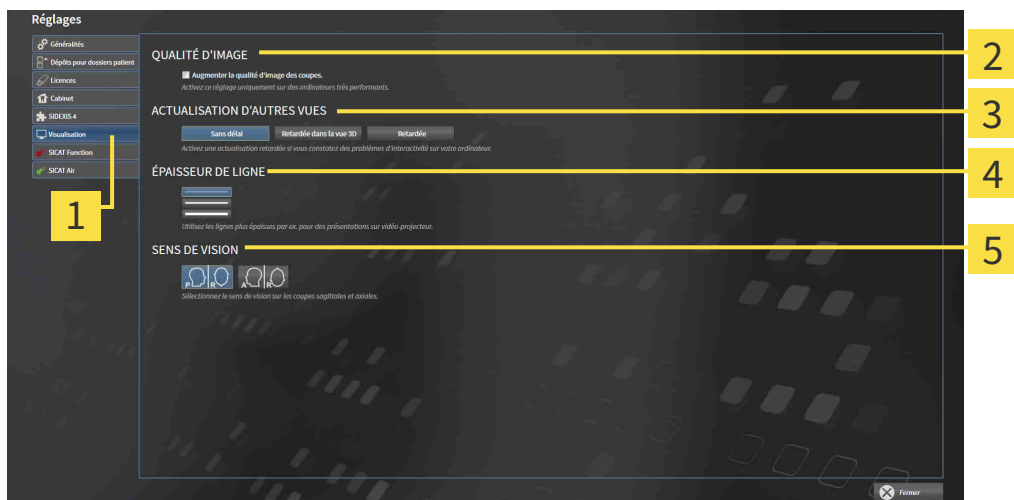 Réglages
Généralités
Dépôts pour dossiers patient
Licences
Cabinet
SIDEXIS 4
Visualisation
SICAT Function
SICAT Air
1
QUALITÉ D'IMAGE
Augmenter la qualité d'image des coupes.
Activez ce réglage uniquement sur des ordinateurs très performants.
2
ACTUALISATION D'AUTRES VUES
Sans délai Retardée dans la vue 3D Retardée
Activez une actualisation retardée si vous constatez des problèmes d'interactivité sur votre ordinateur.
3
ÉPAISSEUR DE LIGNE
Utilisez les lignes plus épaisses par ex. pour des présentations sur vidéo-projecteur.
4
SENS DE VISION
P R A R
Sélectionnez le sens de vision sur les coupes sagittales et axiales.
5
Fermer